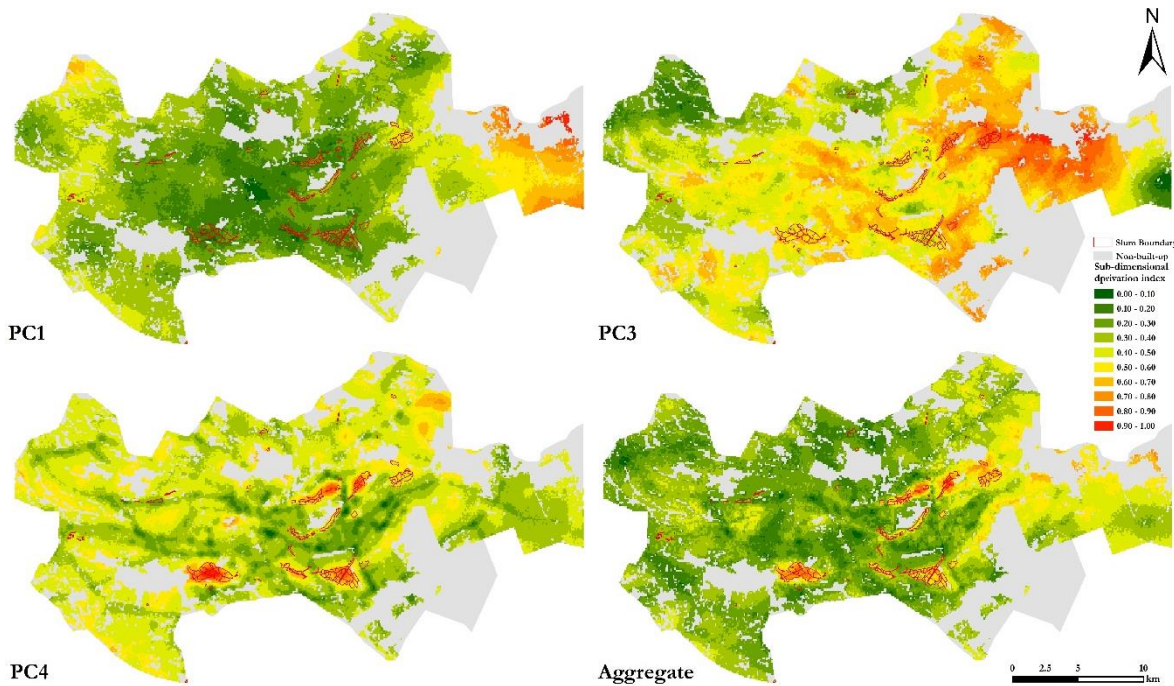 N
PC1
PC3
Slum Boundary
Non-built-up
Sub-dimensional
dprivation index
0.00 - 0.10
0.10 - 0.20
0.20 - 0.30
0.30 - 0.40
0.40 - 0.50
0.50 - 0.60
0.60 - 0.70
0.70 - 0.80
0.80 - 0.90
0.90 - 1.00
PC4
Aggregate
0 2.5 5 10
km